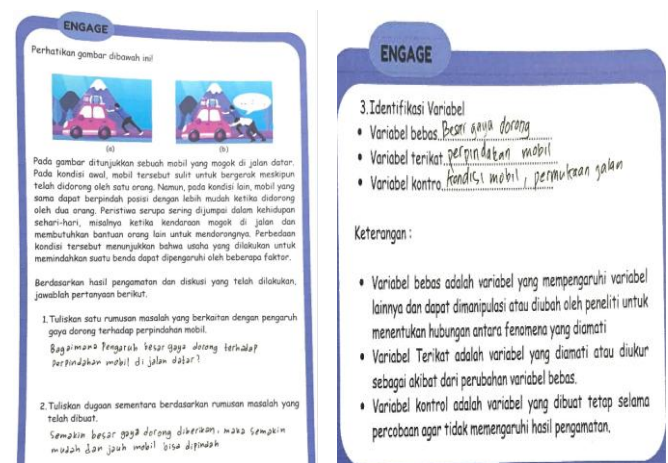 ENGAGE
Perhatikan gambar dibawah ini!
(a)
(b)
Pada gambar ditunjukkan sebuah mobil yang mogok di jalan datar.
Pada kondisi awal, mobil tersebut sulit untuk bergerak meskipun
telah didorong oleh satu orang. Namun, pada kondisi lain, mobil yang
sama dapat berpindah posisi dengan lebih mudah ketika didorong
oleh dua orang. Peristiwa serupa sering dijumpai dalam kehidupan
sehari-hari, misalnya ketika kendaraan mogok di jalan dan
membutuhkan bantuan orang lain untuk mendorongnya. Perbedaan
kondisi tersebut menunjukkan bahwa usaha yang dilakukan untuk
memindahkan suatu benda dapat dipengaruhi oleh beberapa faktor.
Berdasarkan hasil pengamatan dan diskusi yang telah dilakukan,
jawablah pertanyaan berikut.
1. Tuliskan satu rumusan masalah yang berkaitan dengan pengaruh
gaya dorong terhadap perpindahan mobil.
Bagaimana Pengaruh besar gaya dorong terhadap
perpindahan mobil di jalan datar?
2. Tuliskan dugaan sementara berdasarkan rumusan masalah yang
telah dibuat.
Semakin besar gaya dorong diberikan, maka semakin
mudah dan jauh mobil bisa dipindah
ENGAGE
3.Identifikasi Variabel
• Variabel bebas Besar gaya dorong
• Variabel terikat perpindahan mobil
• Variabel kontro kondisi mobil, permukaan jalan
Keterangan :
• Variabel bebas adalah variabel yang mempengaruhi variabel
lainnya dan dapat dimanipulasi atau diubah oleh peneliti untuk
menentukan hubungan antara fenomena yang diamati
• Variabel Terikat adalah variabel yang diamati atau diukur
sebagai akibat dari perubahan variabel bebas.
• Variabel kontrol adalah variabel yang dibuat tetap selama
percobaan agar tidak memengaruhi hasil pengamatan.